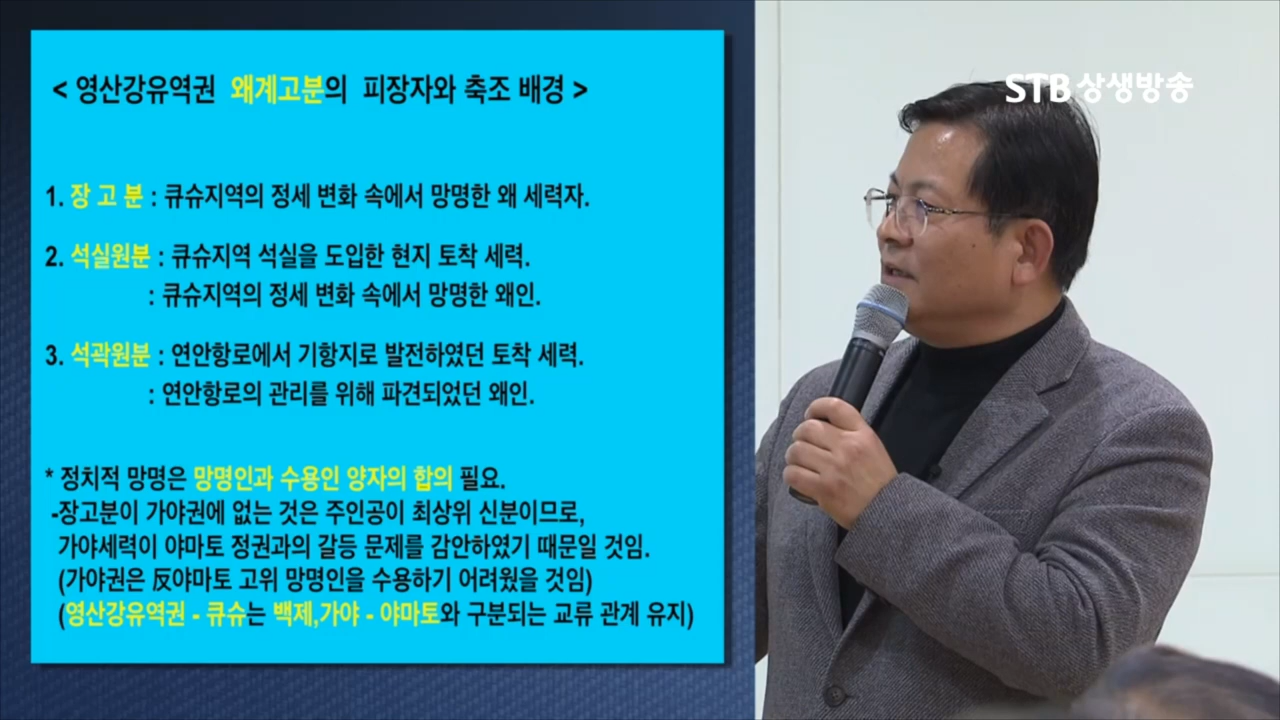 < 영산강유역권 왜계고분의 피장자와 축조 배경 >
STB 상생방송
1. 장 고 분 : 큐슈지역의 정세 변화 속에서 망명한 왜 세력자.
2. 석실원분 : 큐슈지역 석실을 도입한 현지 토착 세력.
: 큐슈지역의 정세 변화 속에서 망명한 왜인.
3. 석곽원분 : 연안항로에서 기항지로 발전하였던 토착 세력.
: 연안항로의 관리를 위해 파견되었던 왜인.
* 정치적 망명은 망명인과 수용인 양자의 합의 필요.
-장고분이 가야권에 없는 것은 주인공이 최상위 신분이므로,
가야세력이 야마토 정권과의 갈등 문제를 감안하였기 때문일 것임.
(가야권은 反야마토 고위 망명인을 수용하기 어려웠을 것임)
(영산강유역권 - 큐슈는 백제,가야 - 야마토와 구분되는 교류 관계 유지)